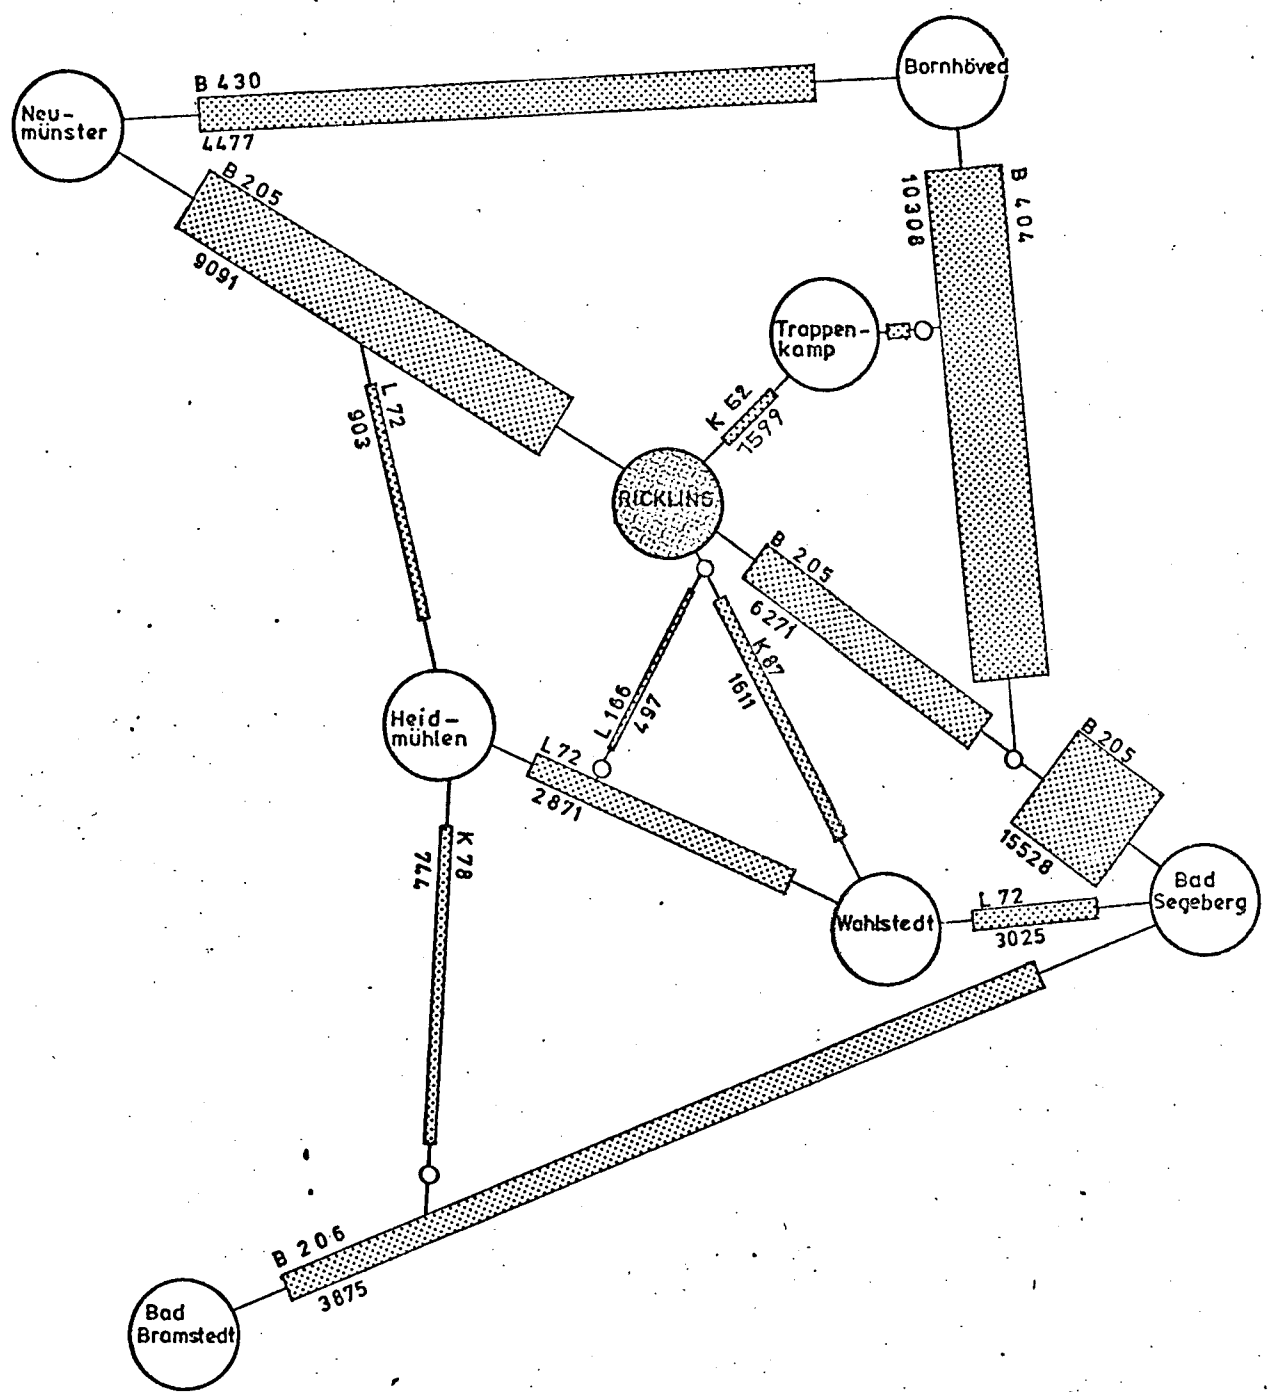 B 430
Bornhöved
Neu-
münster
4477
B 205
9091
10308
B 404
Trappen-
kamp
L 72
903
K 52
1599
RICKLING
B 205
6271
K 87
1611
L 166
497
Heid-
mühlen
L 72
2871
B 205
15528
K 78
744
Bad
Segeberg
Wahlstedt
L 72
3025
B 206
3875
Bad
Bramstedt